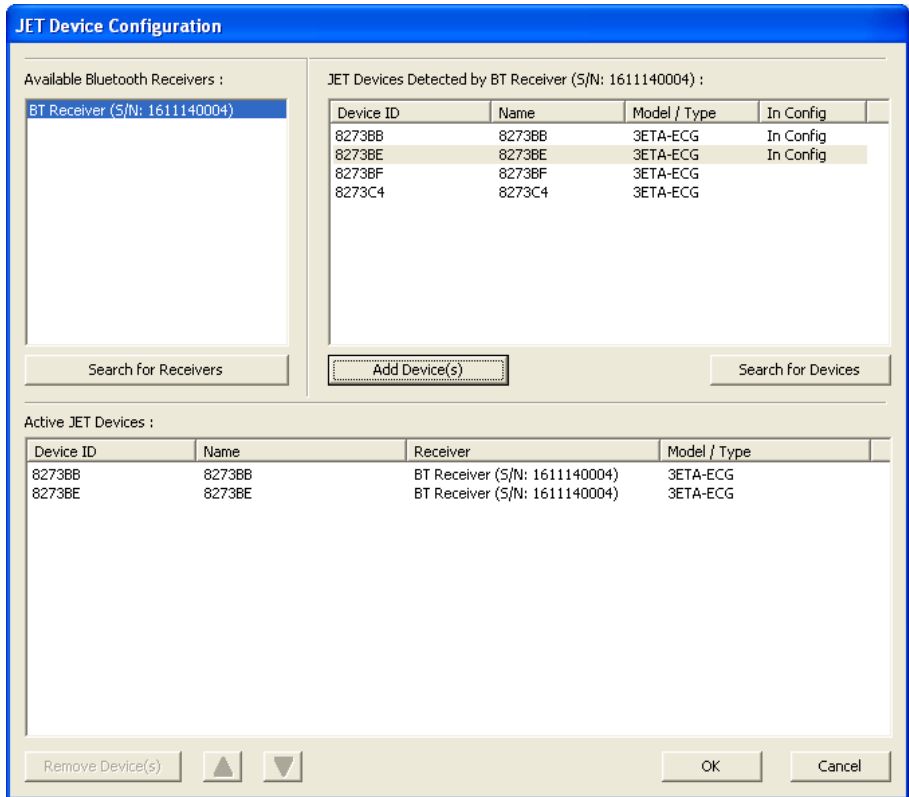 JET Device Configuration
Available Bluetooth Receivers :
BT Receiver (S/N: 1611140004)
Search for Receivers
JET Devices Detected by BT Receiver (S/N: 1611140004) :
Device ID Name Model / Type In Config
8273BB 8273BB 3ETA-ECG In Config
8273BE 8273BE 3ETA-ECG In Config
8273BF 8273BF 3ETA-ECG
8273C4 8273C4 3ETA-ECG
Add Device(s) Search for Devices
Active JET Devices :
Device ID Name Receiver Model / Type
8273BB 8273BB BT Receiver (S/N: 1611140004) 3ETA-ECG
8273BE 8273BE BT Receiver (S/N: 1611140004) 3ETA-ECG
Remove Device(s) OK Cancel